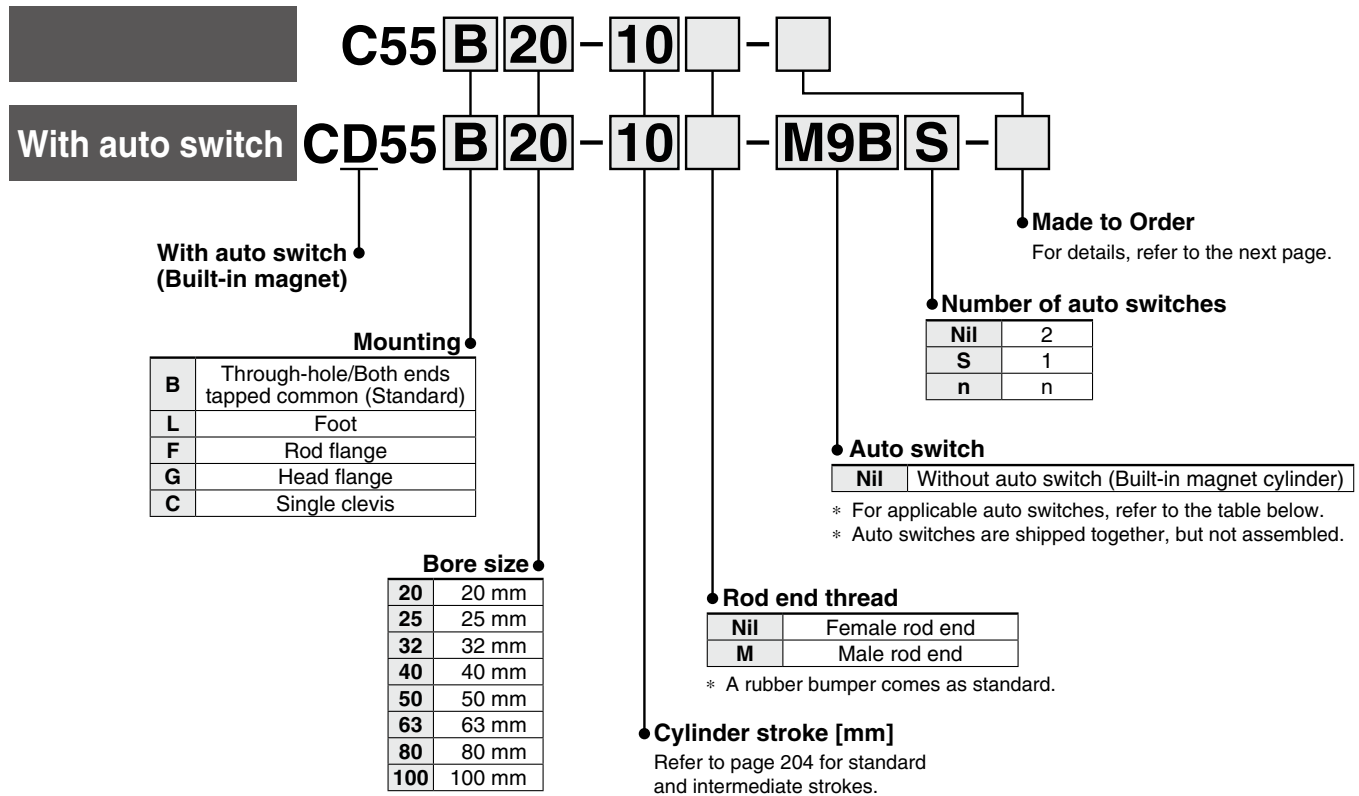 C55 B 20 - 10 -
With auto switch CD55 B 20 - 10 - M9B S -
With auto switch
(Built-in magnet)
Made to Order
For details, refer to the next page.
Number of auto switches
Nil 2
S 1
n n
Mounting
B Through-hole/Both ends
tapped common (Standard)
L Foot
F Rod flange
G Head flange
C Single clevis
Auto switch
Nil Without auto switch (Built-in magnet cylinder)
* For applicable auto switches, refer to the table below.
* Auto switches are shipped together, but not assembled.
Bore size
20 20 mm
25 25 mm
32 32 mm
40 40 mm
50 50 mm
63 63 mm
80 80 mm
100 100 mm
Rod end thread
Nil Female rod end
M Male rod end
* A rubber bumper comes as standard.
Cylinder stroke [mm]
Refer to page 204 for standard
and intermediate strokes.